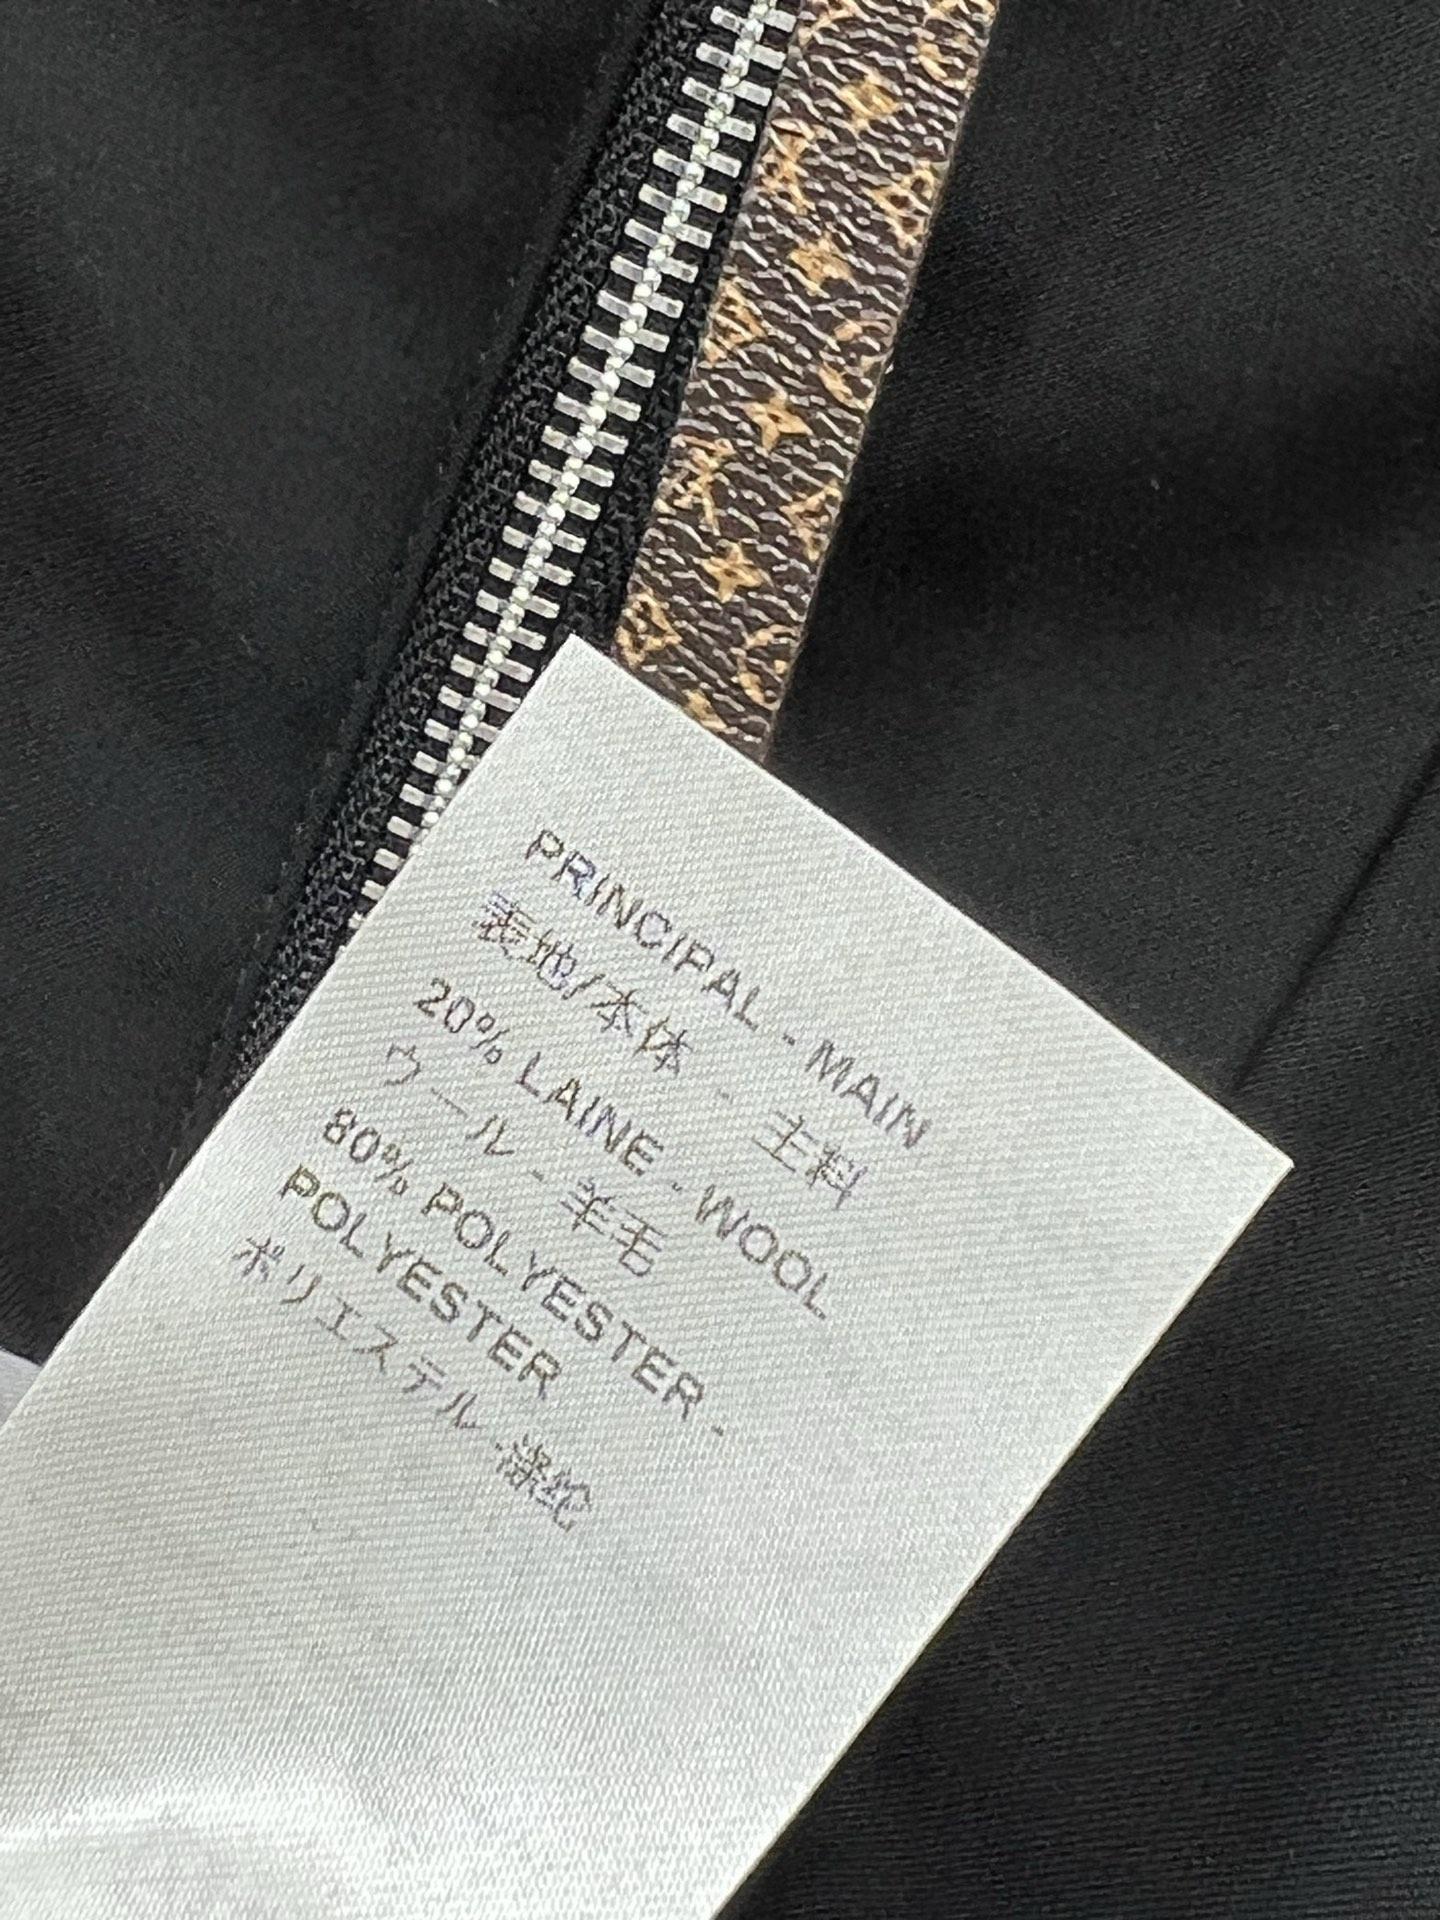 PRINCIPAL - MAIN
表地/本体 - 主料
20% LAINE - WOOL
ウール - 羊毛
80% POLYESTER -
POLYESTER
ポリエステル -涤纶